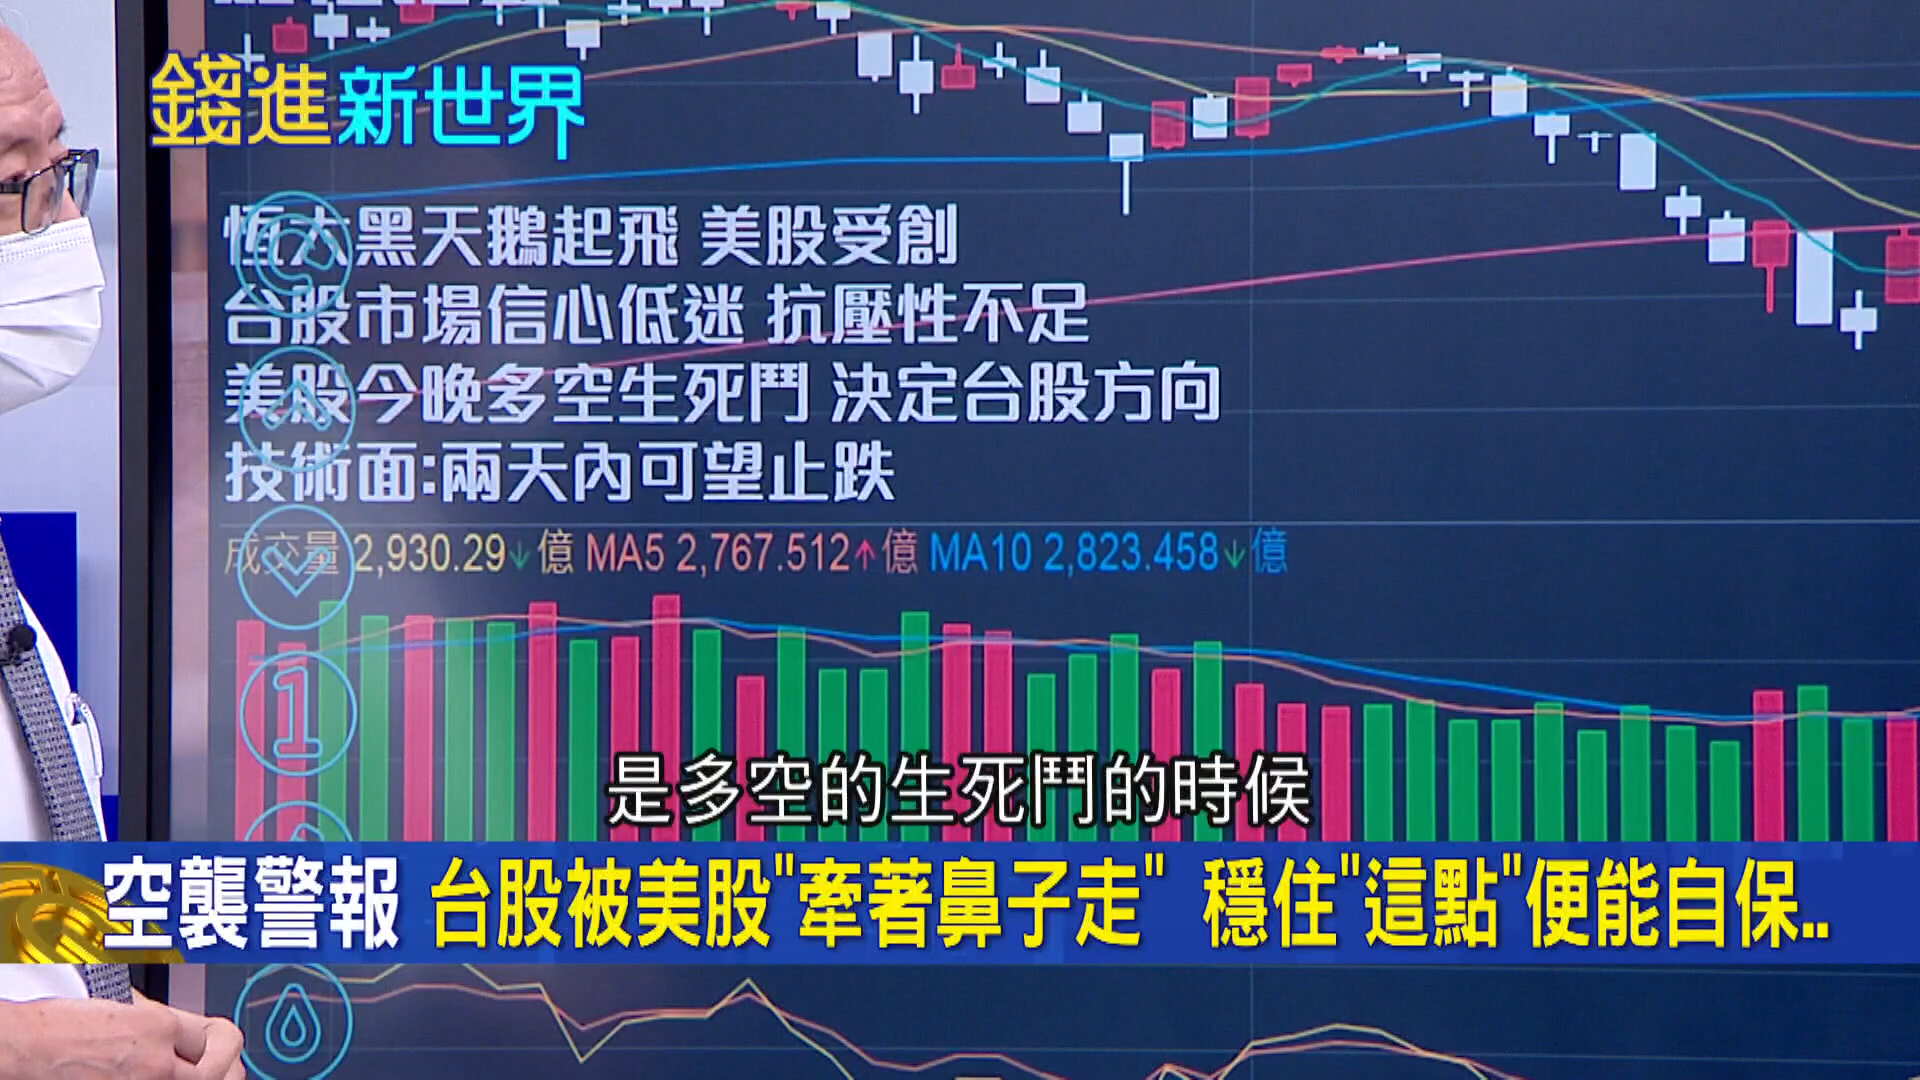 錢進新世界
恆大黑天鵝起飛 美股受創
台股市場信心低迷 抗壓性不足
美股今晚多空生死鬥 決定台股方向
技術面:兩天內可望止跌
成交量 2,930.29↓億 MA5 2,767.512↑億 MA10 2,823.458↓億
1
是多空的生死鬥的時候
空襲警報 台股被美股"牽著鼻子走" 穩住"這點"便能自保..